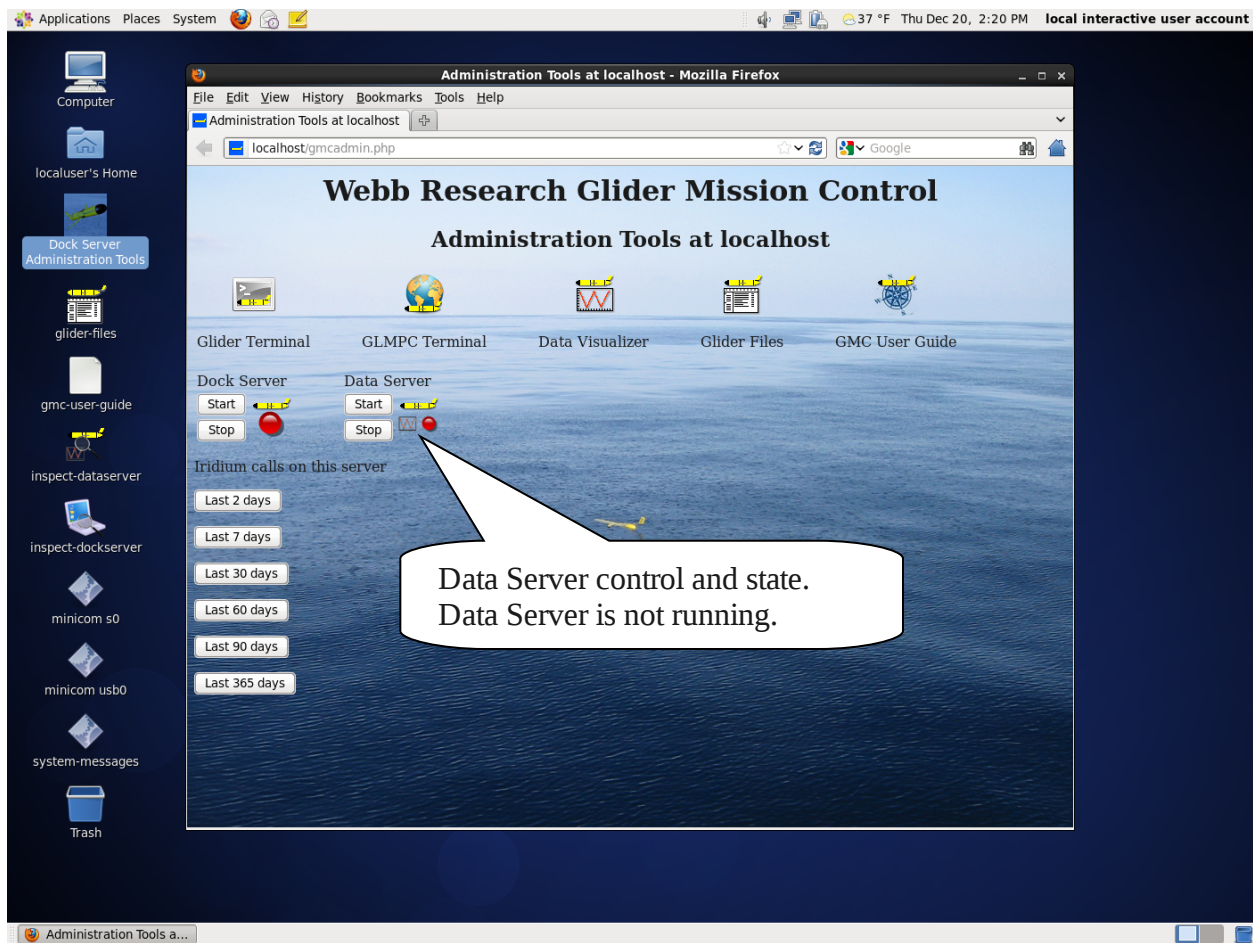 Applications Places System
37 °F Thu Dec 20, 2:20 PM local interactive user account
Computer
localuser's Home
Dock Server
Administration Tools
glider-files
gmc-user-guide
inspect-dataserver
inspect-dockserver
minicom s0
minicom usb0
system-messages
Trash
Administration Tools at localhost - Mozilla Firefox
File Edit View History Bookmarks Tools Help
Administration Tools at localhost
localhost/gmcadmin.php
Google
Webb Research Glider Mission Control
Administration Tools at localhost
Glider Terminal GLMPC Terminal Data Visualizer Glider Files GMC User Guide
Dock Server Data Server
Start Start
Stop Stop
Iridium calls on this server
Last 2 days
Last 7 days
Last 30 days
Last 60 days
Last 90 days
Last 365 days
Data Server control and state.
Data Server is not running.
Administration Tools a...